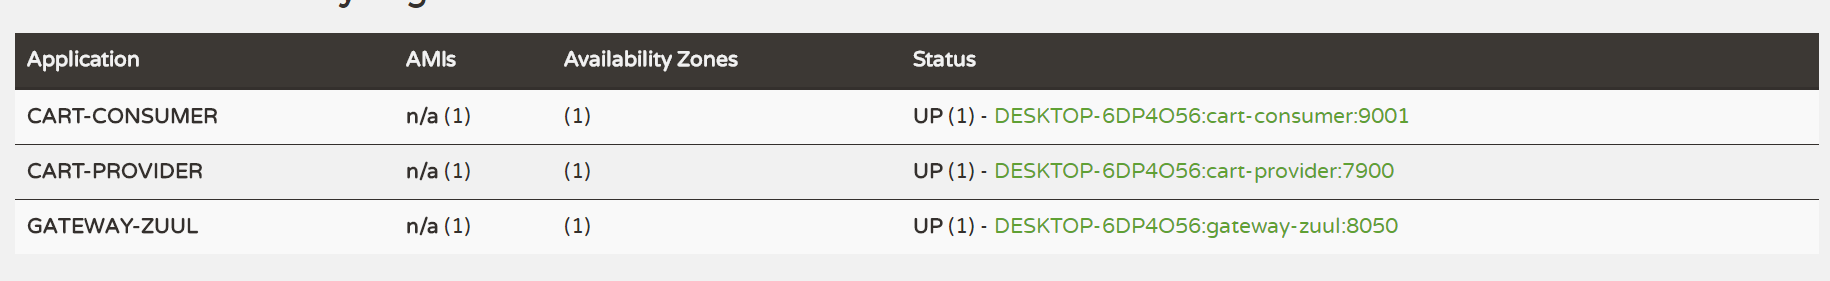 Application AMIs Availability Zones Status
CART-CONSUMER n/a (1) (1) UP (1) - DESKTOP-6DP4O56:cart-consumer:9001
CART-PROVIDER n/a (1) (1) UP (1) - DESKTOP-6DP4O56:cart-provider:7900
GATEWAY-ZUUL n/a (1) (1) UP (1) - DESKTOP-6DP4O56:gateway-zuul:8050